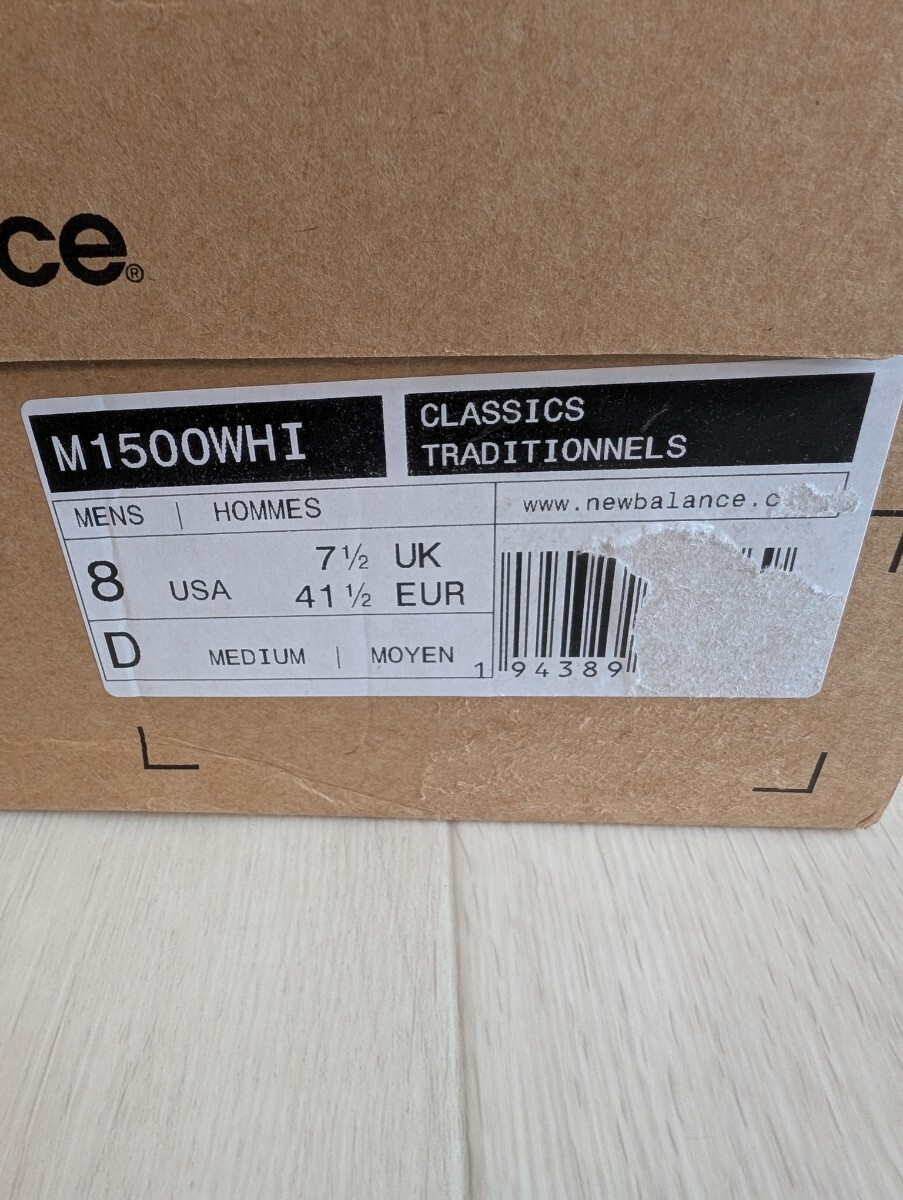 ce®
M1500WHI
CLASSICS
TRADITIONNELS
MENS | HOMMES
www.newbalance.c
8 USA 7½ UK
41½ EUR
D MEDIUM | MOYEN
1 94389